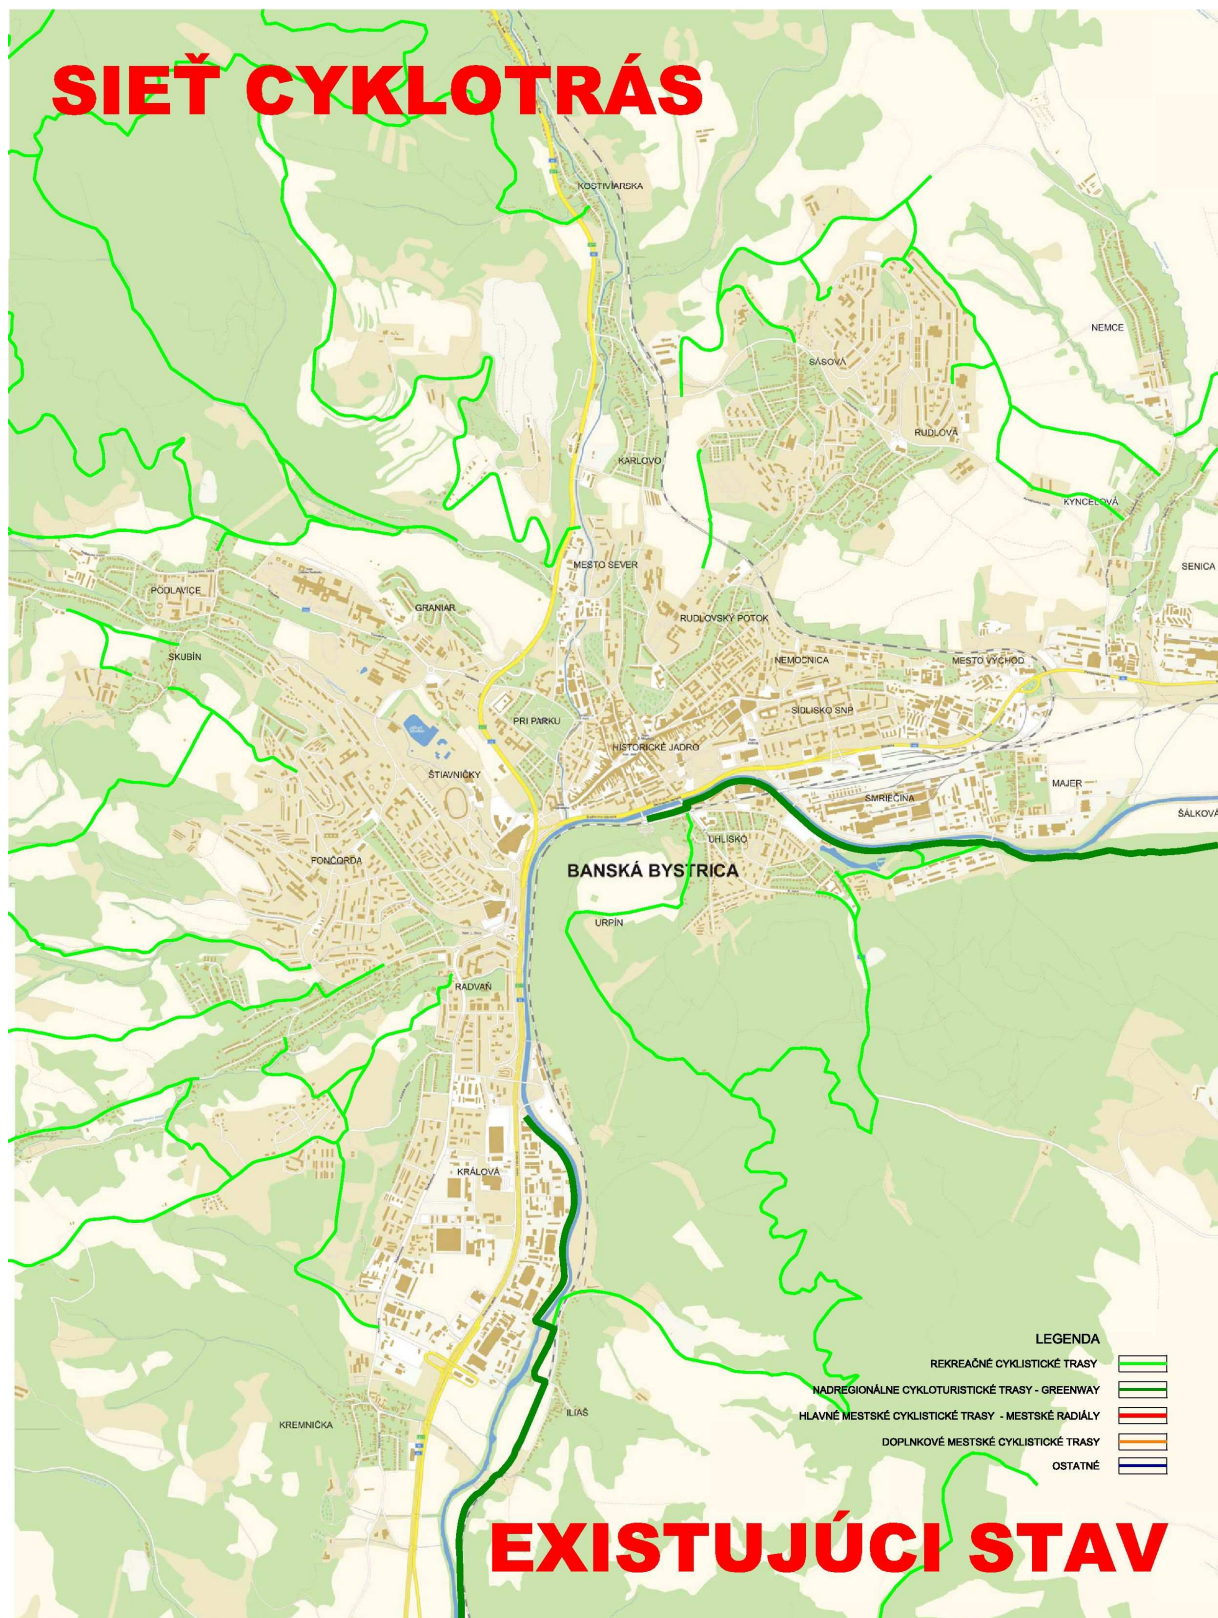 SIEŤ CYKLOTRÁS
KOSTIVIARSKA
NEMCE
SÁSOVÁ
RUDLOVÁ
KARLOVO
KYNCEĽOVÁ
MESTO SEVER
SENICA
PODLAVICE
GRANIAR
RUDLOVSKÝ POTOK
SKUBÍN
NEMOCNICA
MESTO VÝCHOD
SÍDLISKO SNP
PRI PARKU
HISTORICKÉ JADRO
ŠTIAVNIČKY
MAJER
SMREČINA
ŠÁLKOVÁ
UHLISKO
FONČORDA
BANSKÁ BYSTRICA
URPÍN
RADVAŇ
KRÁĽOVÁ
LEGENDA
REKREAČNÉ CYKLISTICKÉ TRASY
NADREGIONÁLNE CYKLOTURISTICKÉ TRASY - GREENWAY
HLAVNÉ MESTSKÉ CYKLISTICKÉ TRASY - MESTSKÉ RADIÁLY
ILIAŠ
KREMNIČKA
DOPLNKOVÉ MESTSKÉ CYKLISTICKÉ TRASY
OSTATNÉ
EXISTUJÚCI STAV